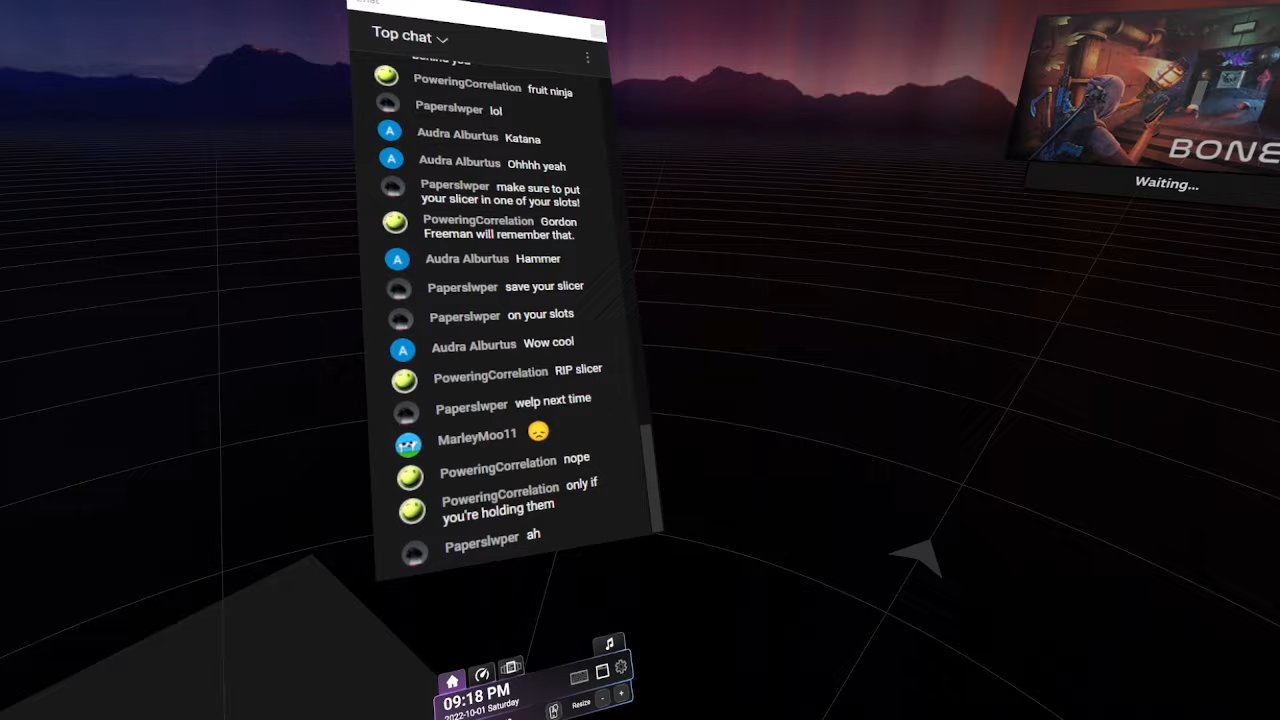 Top chat
PoweringCorrelation fruit ninja
Paperslwper lol
Audra Alburtus Katana
Audra Alburtus Ohhhh yeah
Paperslwper make sure to put
your slicer in one of your slots!
PoweringCorrelation Gordon
Freeman will remember that.
Audra Alburtus Hammer
Paperslwper save your slicer
Paperslwper on your slots
Audra Alburtus Wow cool
PoweringCorrelation RIP slicer
Paperslwper welp next time
MarleyMoo11 😞
PoweringCorrelation nope
PoweringCorrelation only if
you're holding them
Paperslwper ah
BONE
Waiting...
09:18 PM
2022-10-01 Saturday
Resize - +